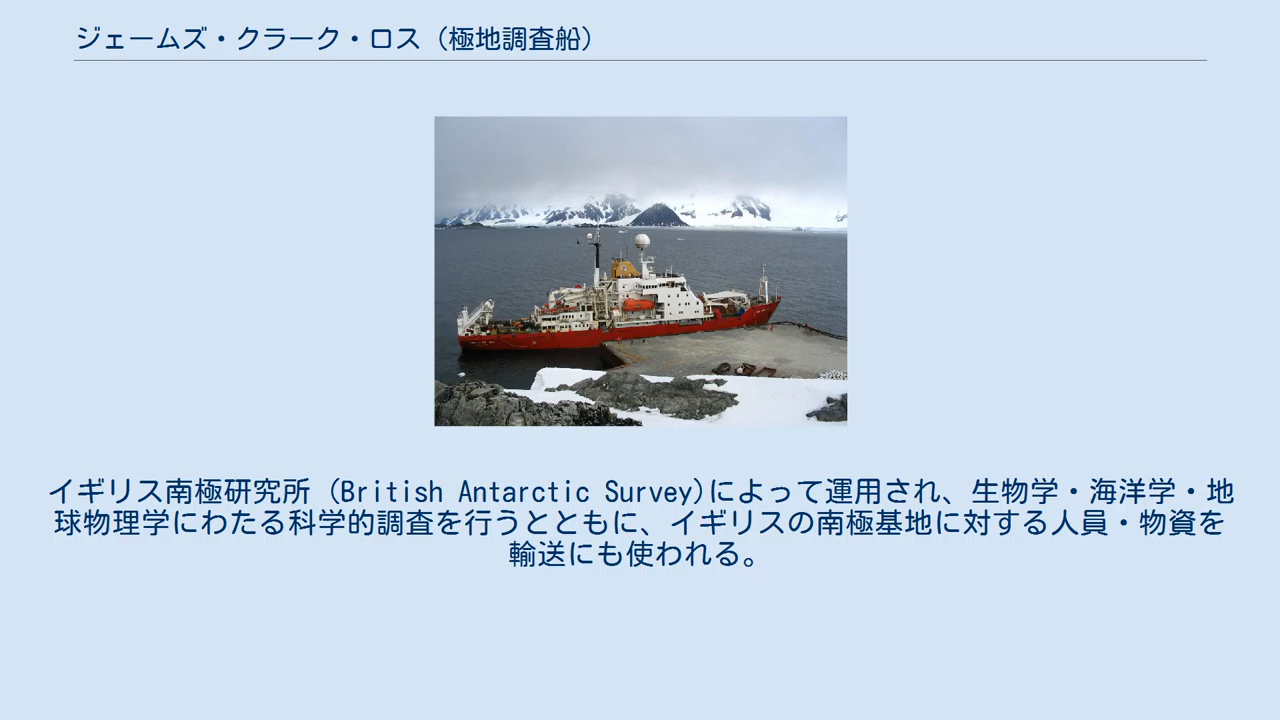 ジェームズ・クラーク・ロス（極地調査船）
イギリス南極研究所 (British Antarctic Survey)によって運用され、生物学・海洋学・地
球物理学にわたる科学的調査を行うとともに、イギリスの南極基地に対する人員・物資を
輸送にも使われる。